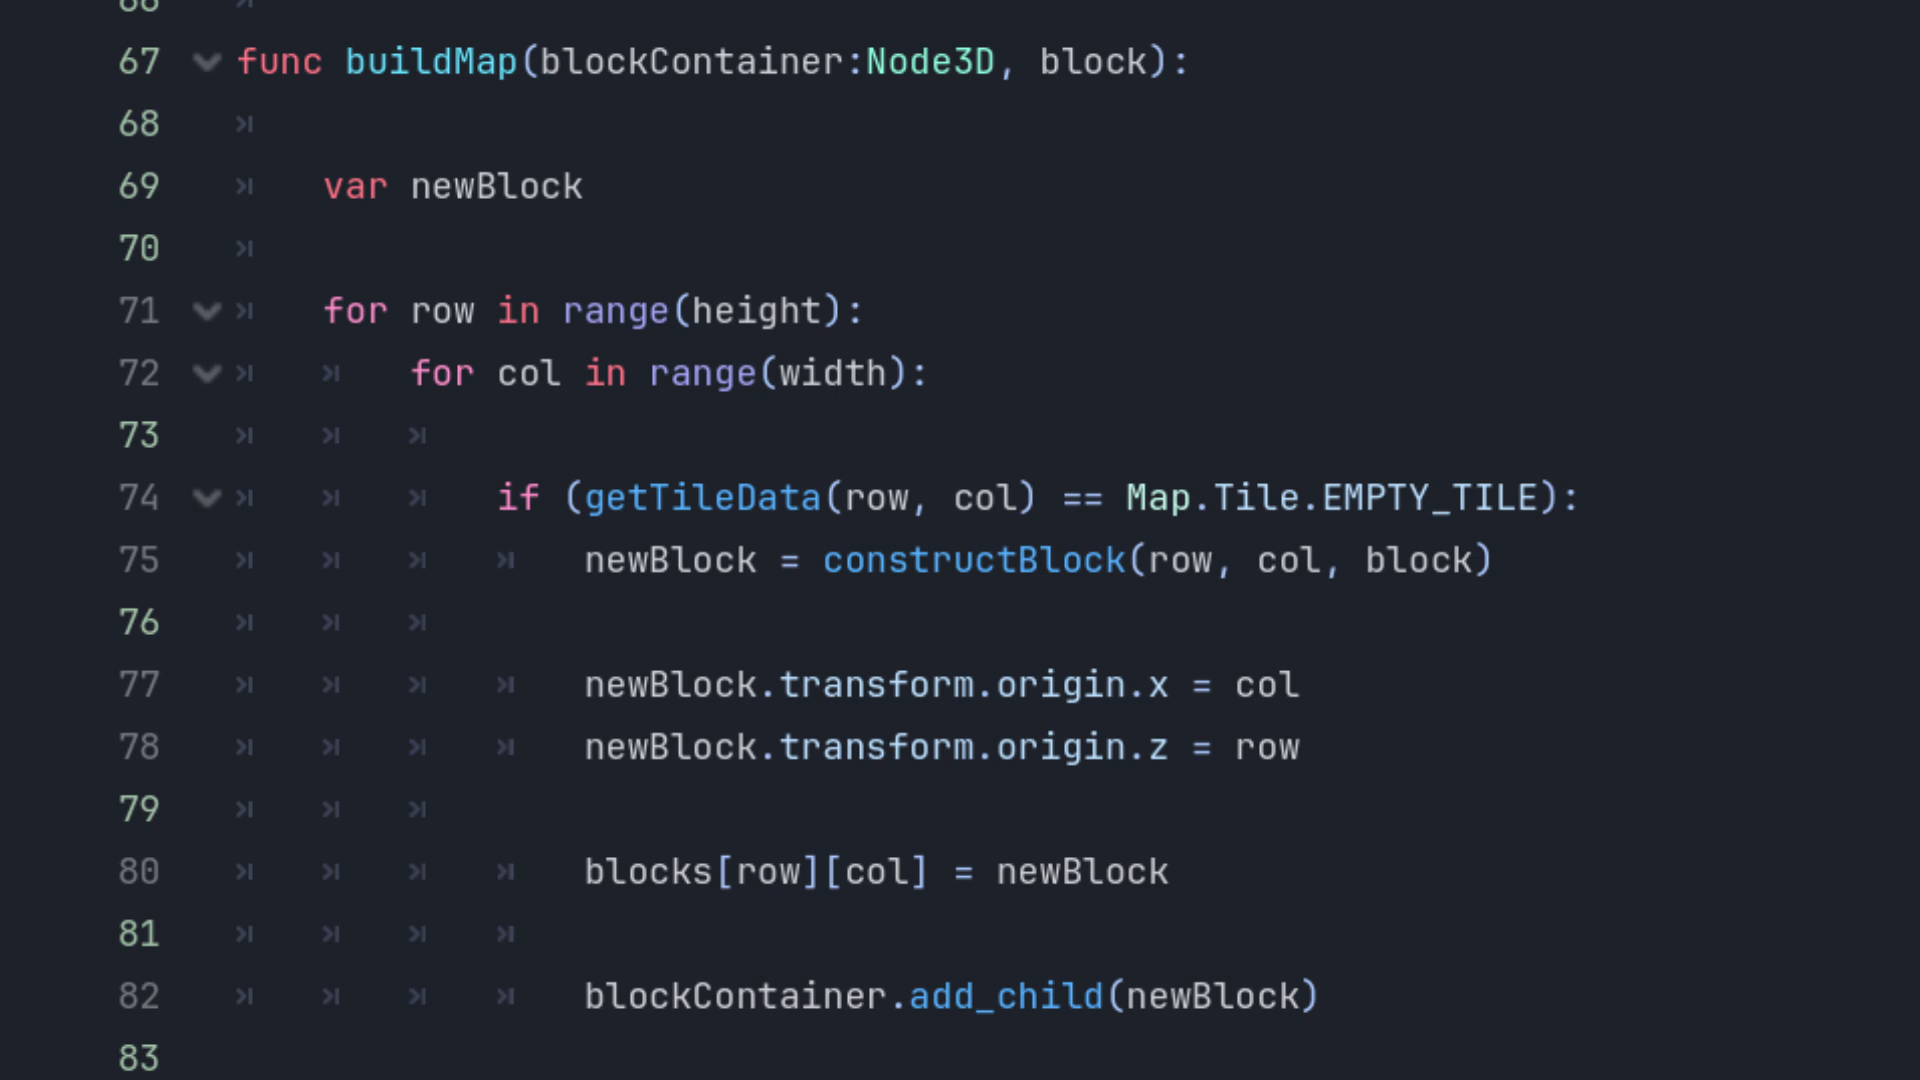 66
67 func buildMap(blockContainer:Node3D, block):
68
69 var newBlock
70
71 for row in range(height):
72 for col in range(width):
73
74 if (getTileData(row, col) == Map.Tile.EMPTY_TILE):
75 newBlock = constructBlock(row, col, block)
76
77 newBlock.transform.origin.x = col
78 newBlock.transform.origin.z = row
79
80 blocks[row][col] = newBlock
81
82 blockContainer.add_child(newBlock)
83